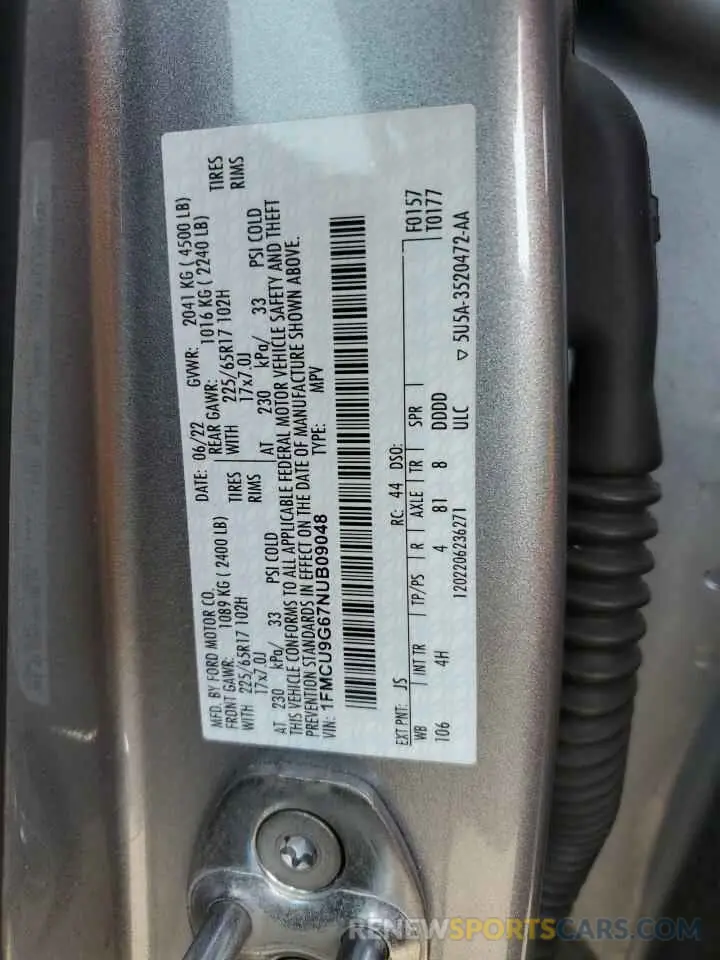 MFD. BY FORD MOTOR CO.
DATE: 06/22 GVWR: 2041 KG ( 4500 LB)
FRONT GAWR: 1089 KG ( 2400 LB) REAR GAWR: 1016 KG ( 2240 LB)
WITH 225/65R17 102H TIRES WITH 225/65R17 102H TIRES
17x7.0J RIMS 17x7.0J RIMS
AT 230 kPa/ 33 PSI COLD AT 230 kPa/ 33 PSI COLD
THIS VEHICLE CONFORMS TO ALL APPLICABLE FEDERAL MOTOR VEHICLE SAFETY AND THEFT
PREVENTION STANDARDS IN EFFECT ON THE DATE OF MANUFACTURE SHOWN ABOVE.
VIN: 1FMCU9G67NUB09048 TYPE: MPV
EXT PNT: JS RC: 44 DSO: F0157
WB INT TR TP/PS R AXLE TR SPR T0177
106 4H 4 81 8 DDDD
1202206236271 ULC ▽ 5U5A-3520472-AA
RENEWSPORTSCARS.COM